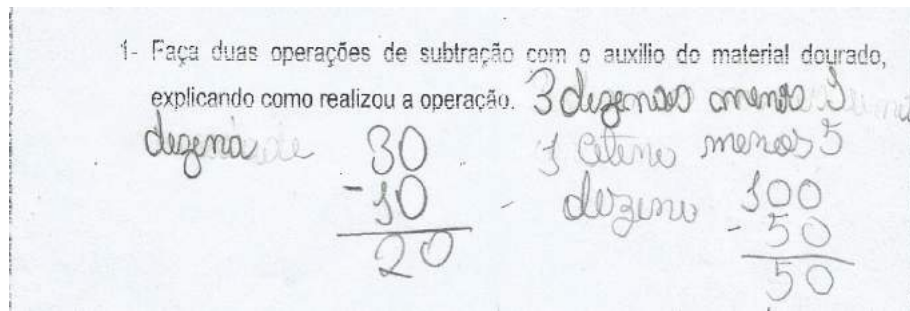 1- Faça duas operações de subtração com o auxilio do material dourado,
explicando como realizou a operação. 3 dezenas menos 1
dezena
30
- 10
20
1 cetena menos 5
dezena
100
- 50
50